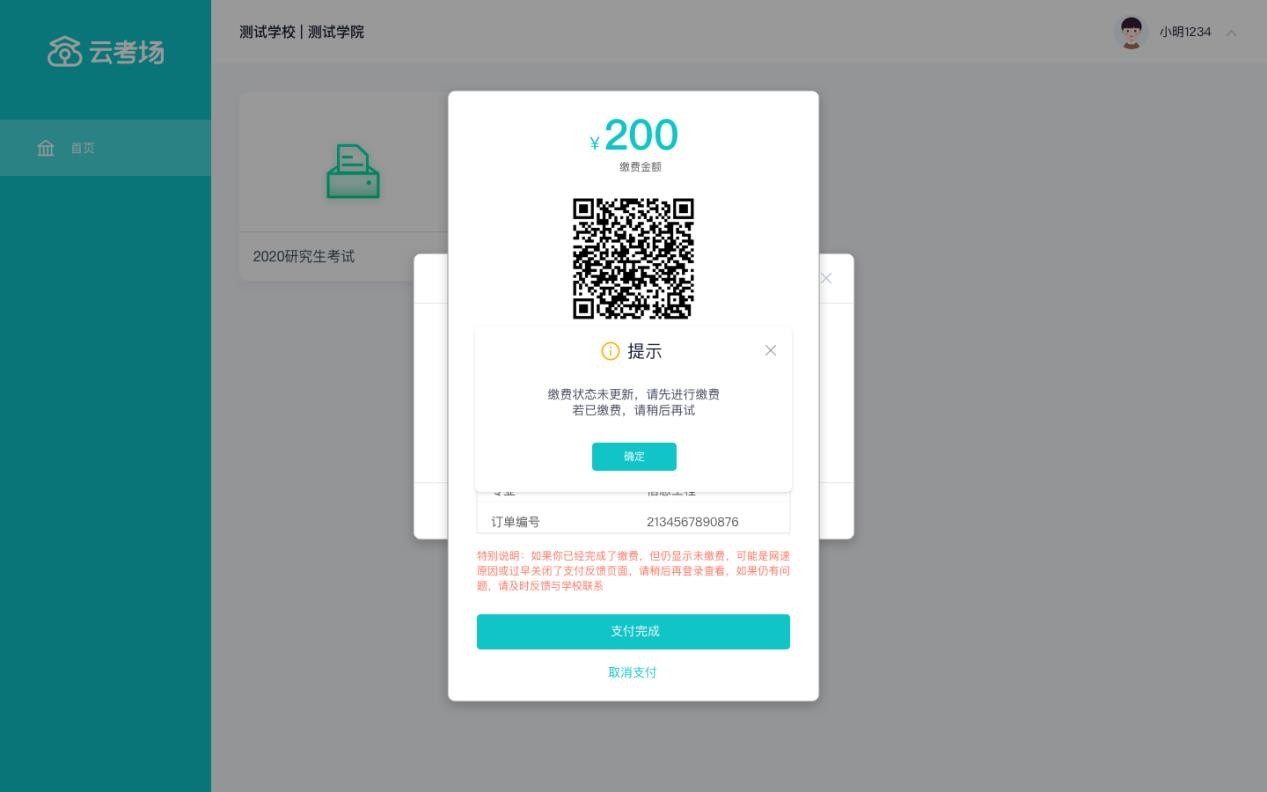 云考场
测试学校 | 测试学院
小明1234
首页
2020研究生考试
¥200
缴费金额
提示
缴费状态未更新，请先进行缴费
若已缴费，请稍后再试
确定
专业 信息工程
订单编号 2134567890876
特别说明：如果你已经完成了缴费，但仍显示未缴费，可能是网速
原因或过早关闭了支付反馈页面，请稍后再登录查看，如果仍有问
题，请及时反馈与学校联系
支付完成
取消支付